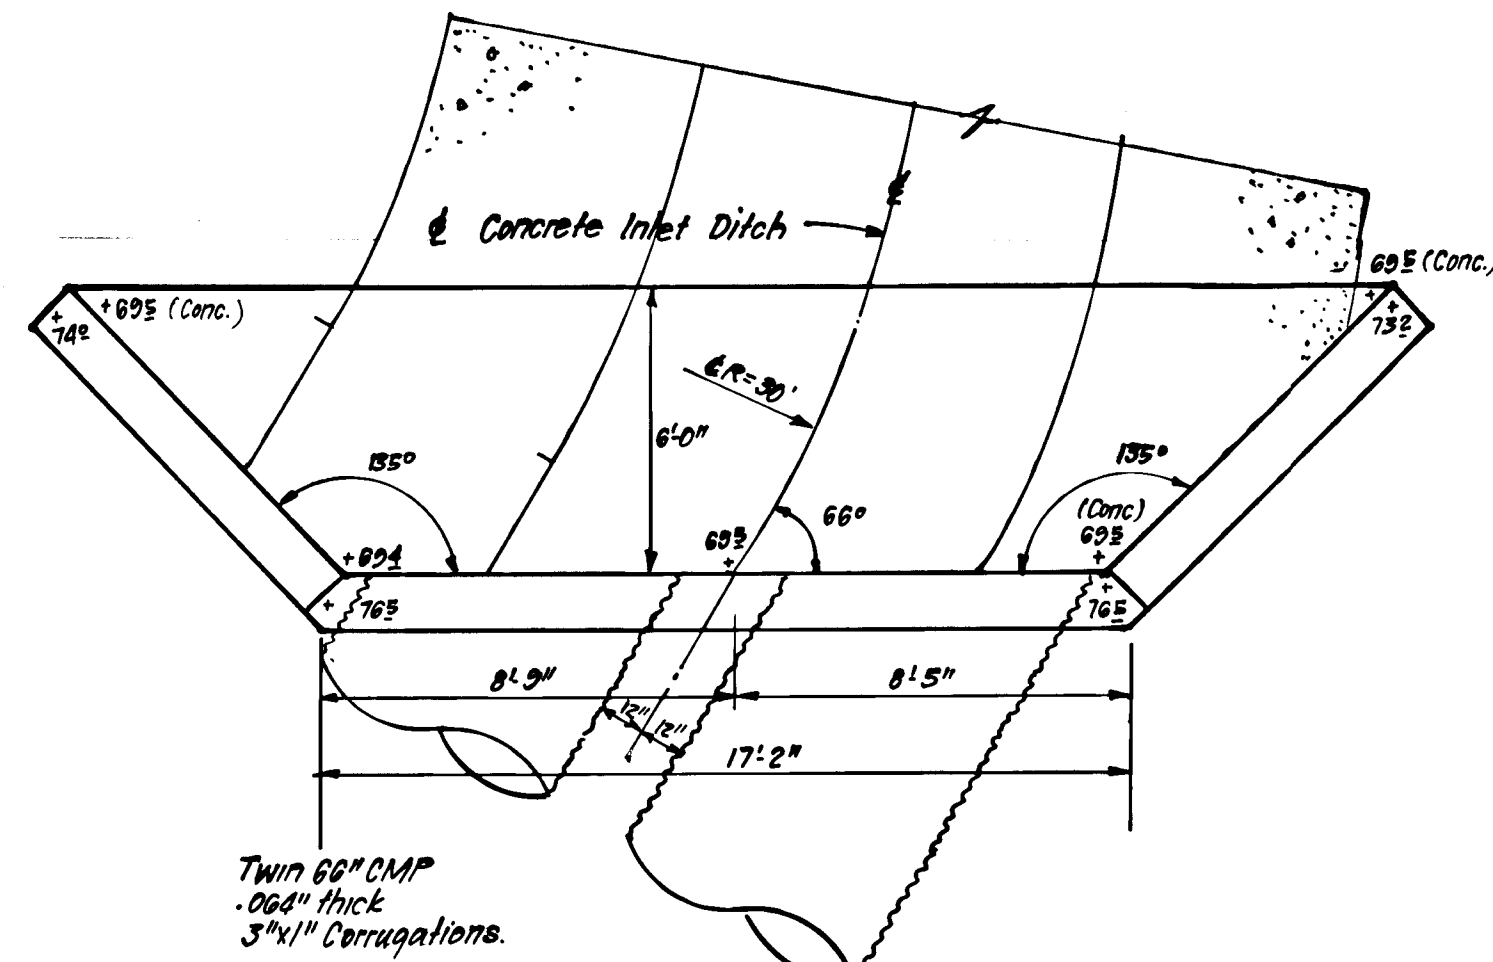 ℄ Concrete Inlet Ditch
℄
69 5 (Conc.)
+69 5 (Conc.)
+
+
74 0
+
73 2
℄ R=30'
6'-0"
135°
135°
66°
(Conc)
69 5
+
69 5
+
+69 4
+ 76 5
+
76 5
8'-9"
8'-5"
12"
12"
17'-2"
Twin 66" CMP
.064" thick
3"x1" Corrugations.